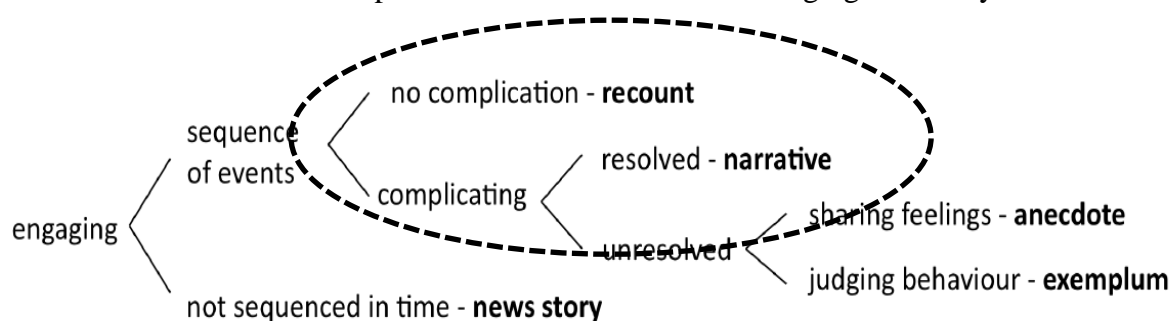 no complication - recount
sequence
of events
resolved - narrative
complicating
sharing feelings - anecdote
engaging
unresolved
judging behaviour - exemplum
not sequenced in time - news story